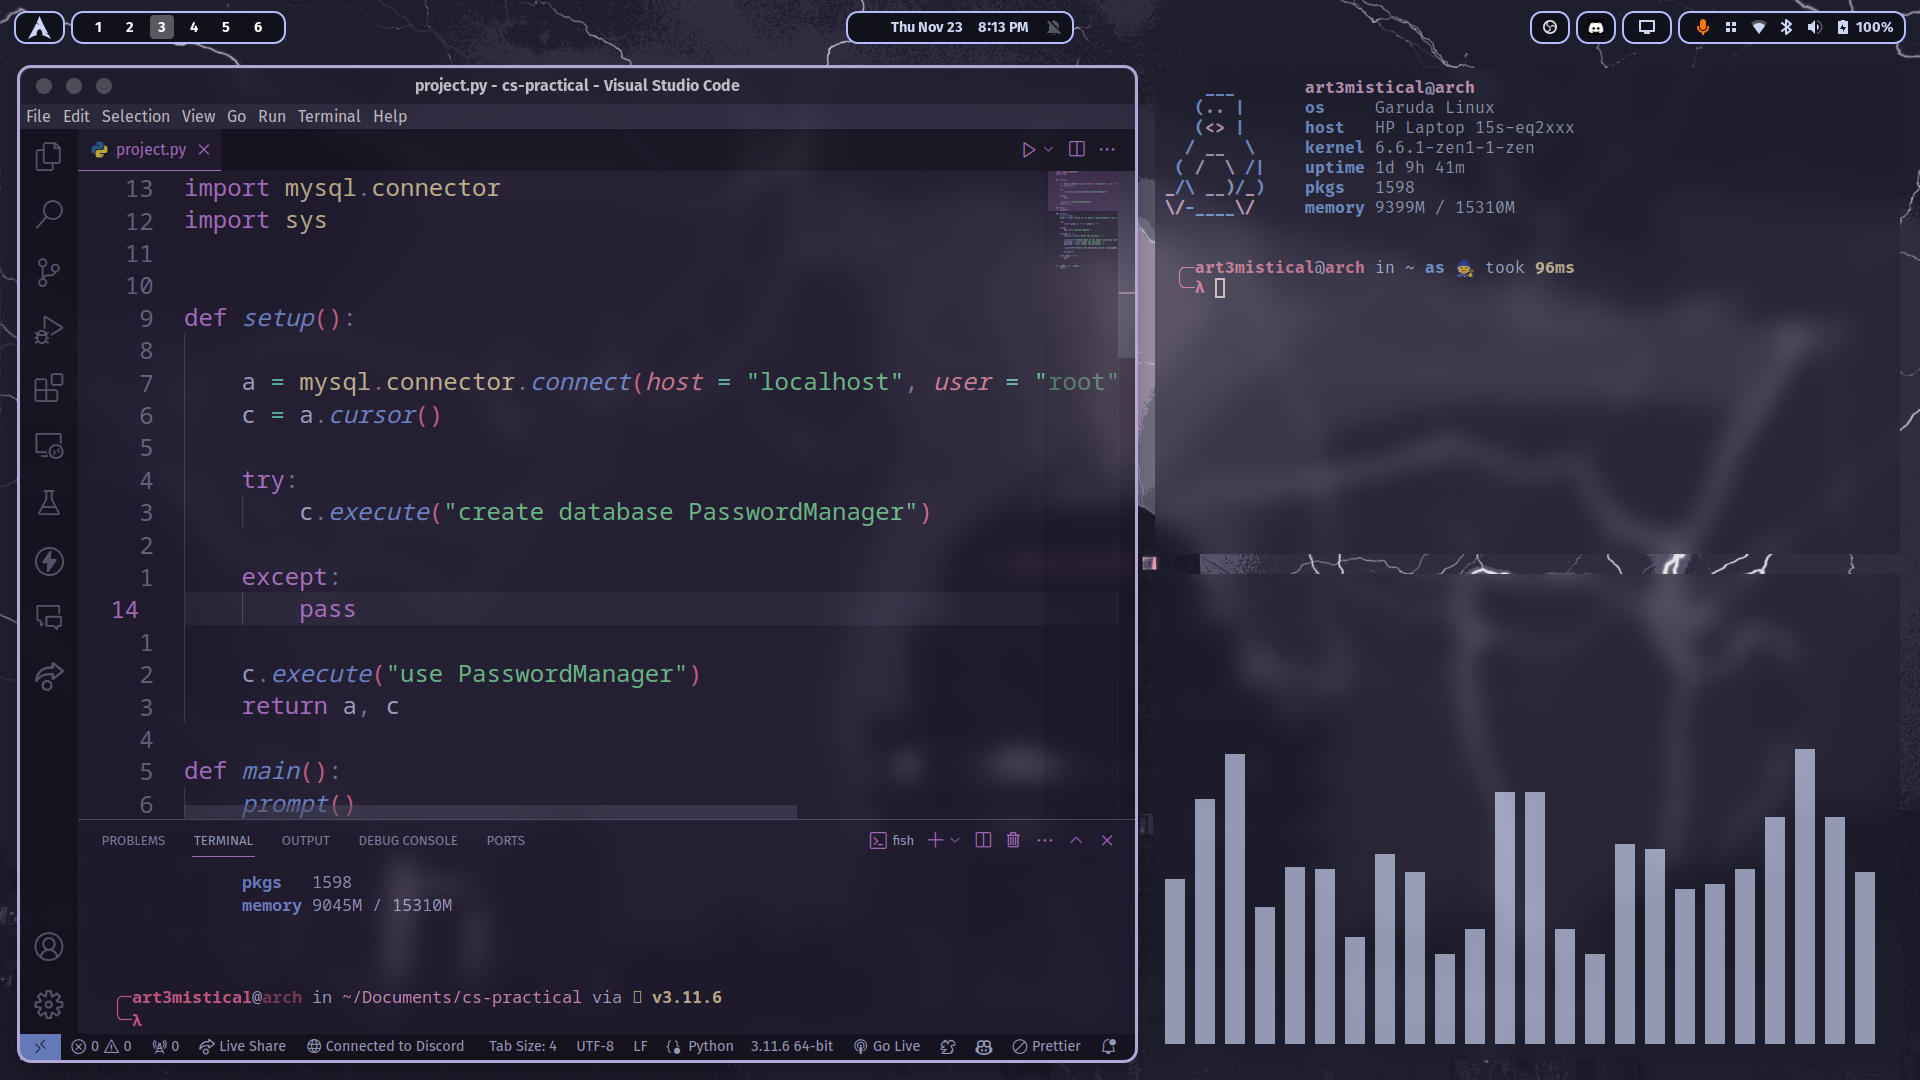 1 2 3 4 5 6
Thu Nov 23 8:13 PM
100%
project.py - cs-practical - Visual Studio Code
File Edit Selection View Go Run Terminal Help
project.py
13 import mysql.connector
12 import sys
11
10
9 def setup():
8
7 a = mysql.connector.connect(host = "localhost", user = "root"
6 c = a.cursor()
5
4 try:
3 c.execute("create database PasswordManager")
2
1 except:
14 pass
1
2 c.execute("use PasswordManager")
3 return a, c
4
5 def main():
6 prompt()
PROBLEMS TERMINAL OUTPUT DEBUG CONSOLE PORTS
fish
pkgs 1598
memory 9045M / 15310M
art3mistical@arch in ~/Documents/cs-practical via v3.11.6
λ
0 0 0 Live Share Connected to Discord Tab Size: 4 UTF-8 LF {} Python 3.11.6 64-bit Go Live Prettier
___
(.. |
(<> |
/ __ \
( / \ /|
_/\ __)/_)
\/-____\/
art3mistical@arch
os Garuda Linux
host HP Laptop 15s-eq2xxx
kernel 6.6.1-zen1-1-zen
uptime 1d 9h 41m
pkgs 1598
memory 9399M / 15310M
art3mistical@arch in ~ as 🧙 took 96ms
λ